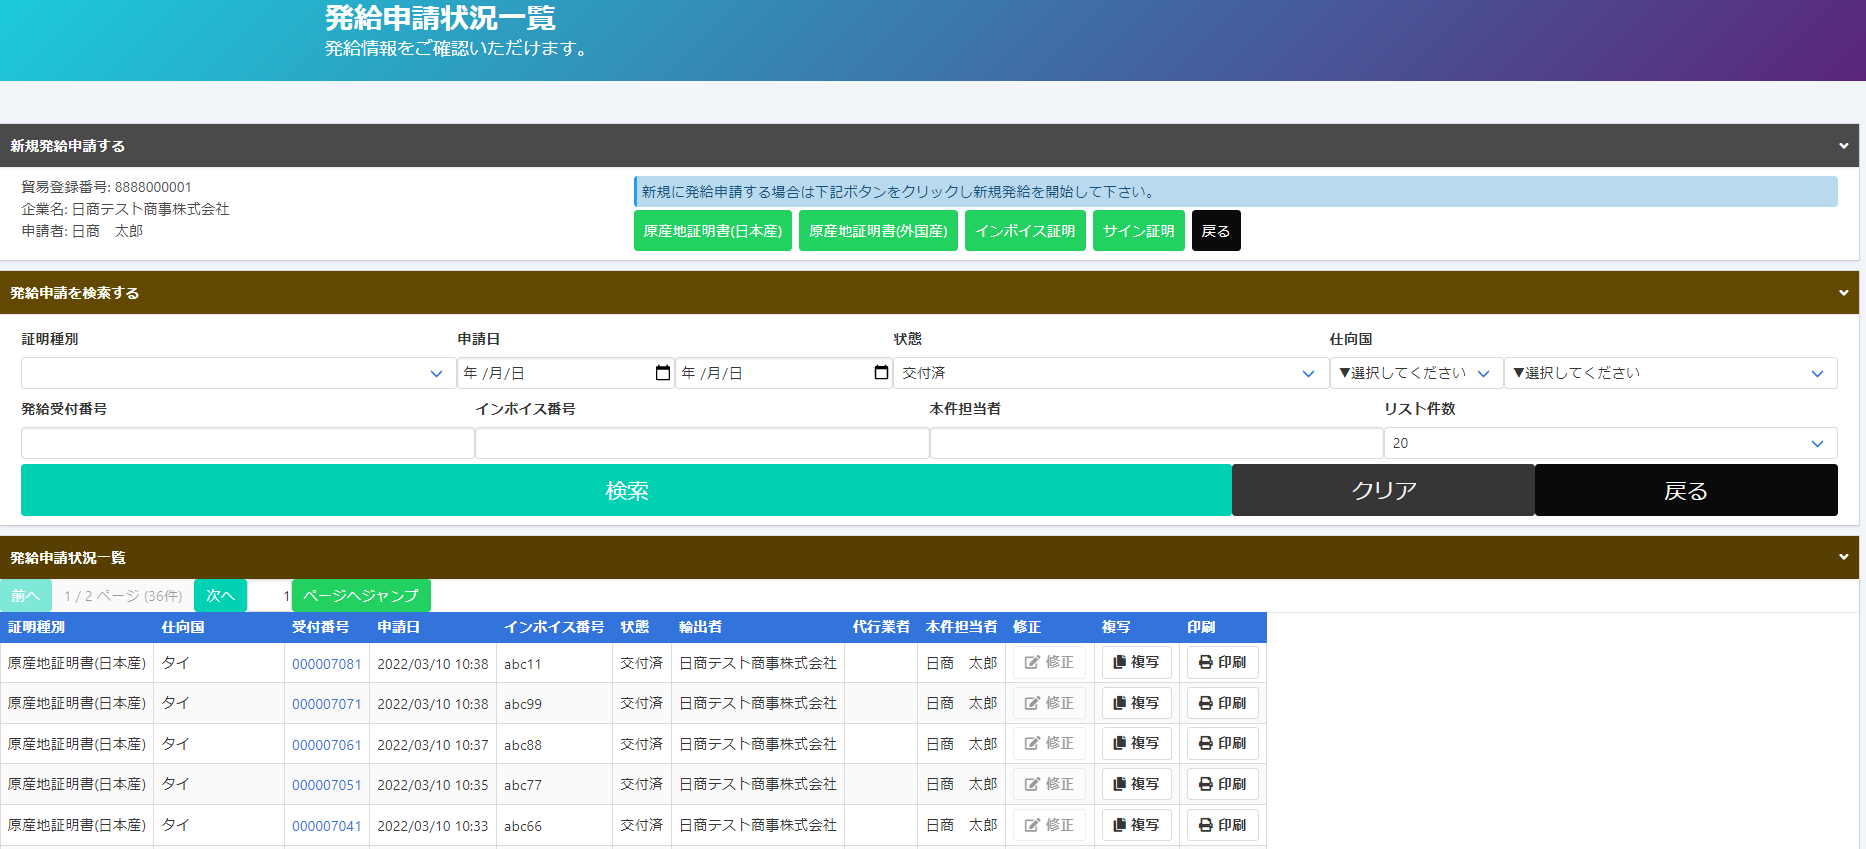 発給申請状況一覧
発給情報をご確認いただけます。
新規発給申請する
貿易登録番号: 8888000001
企業名: 日商テスト商事株式会社
申請者: 日商　太郎
新規に発給申請する場合は下記ボタンをクリックし新規発給を開始して下さい。
原産地証明書(日本産) 原産地証明書(外国産) インボイス証明 サイン証明 戻る
発給申請を検索する
証明種別 申請日 状態 仕向国
年 /月/日 年 /月/日 交付済 ▼選択してください ▼選択してください
発給受付番号 インボイス番号 本件担当者 リスト件数
20
検索 クリア 戻る
発給申請状況一覧
前へ 1 / 2 ページ (36件) 次へ 1 ページへジャンプ
証明種別 仕向国 受付番号 申請日 インボイス番号 状態 輸出者 代行業者 本件担当者 修正 複写 印刷
原産地証明書(日本産) タイ 000007081 2022/03/10 10:38 abc11 交付済 日商テスト商事株式会社 日商　太郎 修正 複写 印刷
原産地証明書(日本産) タイ 000007071 2022/03/10 10:38 abc99 交付済 日商テスト商事株式会社 日商　太郎 修正 複写 印刷
原産地証明書(日本産) タイ 000007061 2022/03/10 10:37 abc88 交付済 日商テスト商事株式会社 日商　太郎 修正 複写 印刷
原産地証明書(日本産) タイ 000007051 2022/03/10 10:35 abc77 交付済 日商テスト商事株式会社 日商　太郎 修正 複写 印刷
原産地証明書(日本産) タイ 000007041 2022/03/10 10:33 abc66 交付済 日商テスト商事株式会社 日商　太郎 修正 複写 印刷